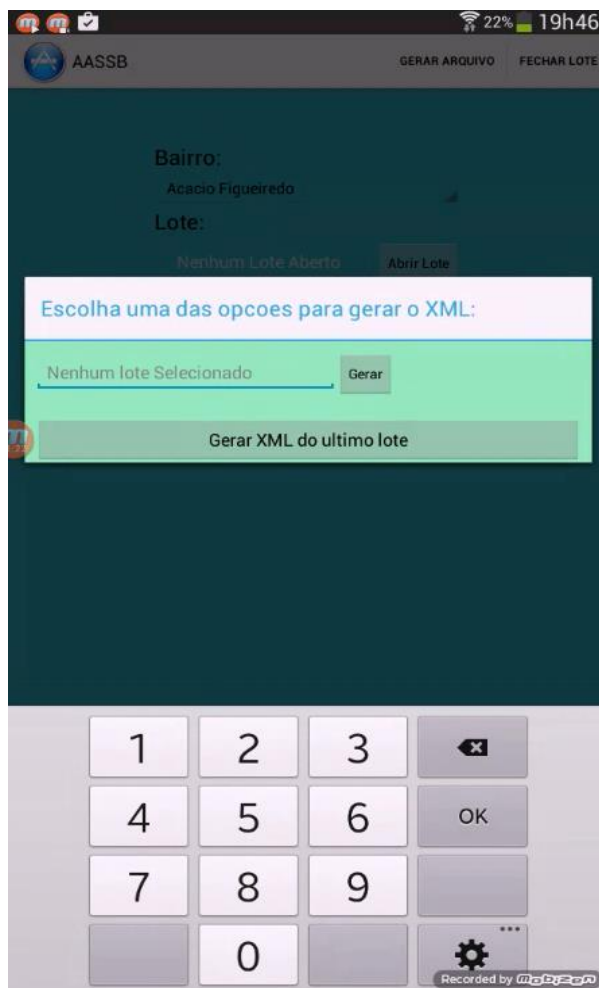 22% 19h46
AASSB GERAR ARQUIVO FECHAR LOTE
Bairro:
Acacio Figueiredo
Lote:
Nenhum Lote Aberto Abrir Lote
Escolha uma das opcoes para gerar o XML:
Nenhum lote Selecionado Gerar
Gerar XML do ultimo lote
1 2 3
4 5 6 OK
7 8 9
0
Recorded by Mobizen